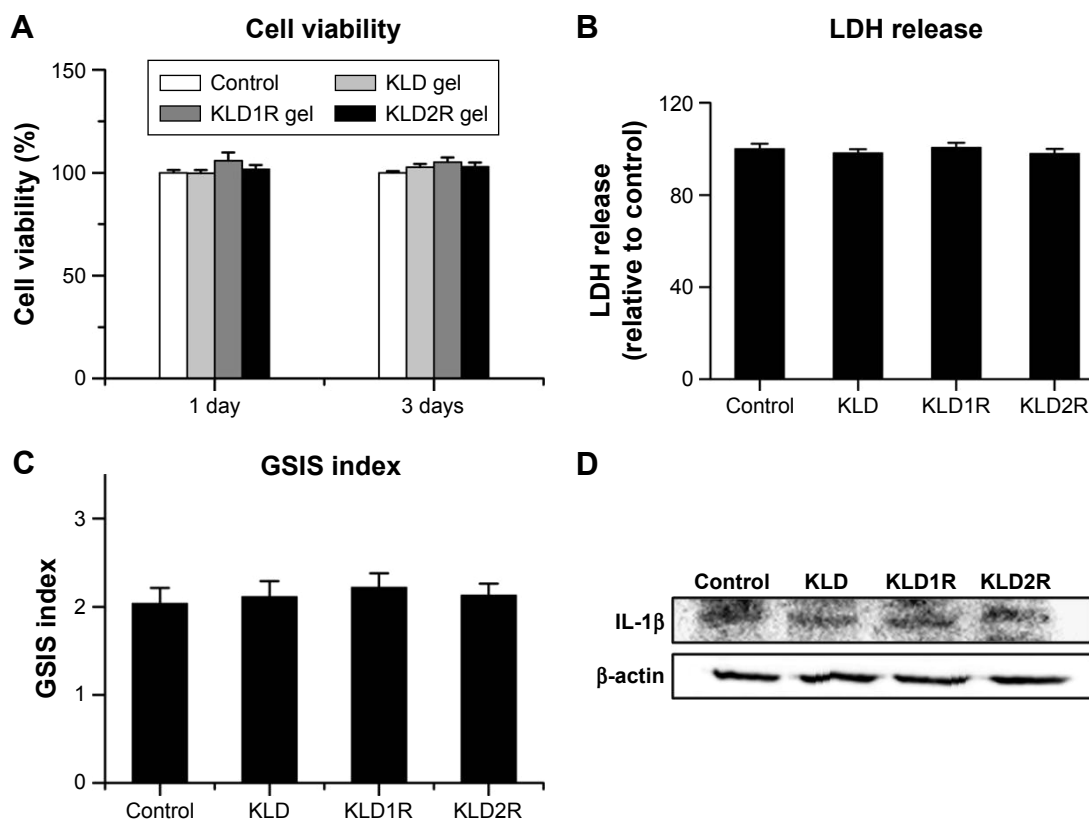 A
Cell viability
Cell viability (%)
150
100
50
0
Control
KLD gel
KLD1R gel
KLD2R gel
1 day
3 days
B
LDH release
LDH release
(relative to control)
120
80
40
0
Control
KLD
KLD1R
KLD2R
C
GSIS index
GSIS index
3
2
1
0
Control
KLD
KLD1R
KLD2R
D
Control
KLD
KLD1R
KLD2R
IL-1β
β-actin